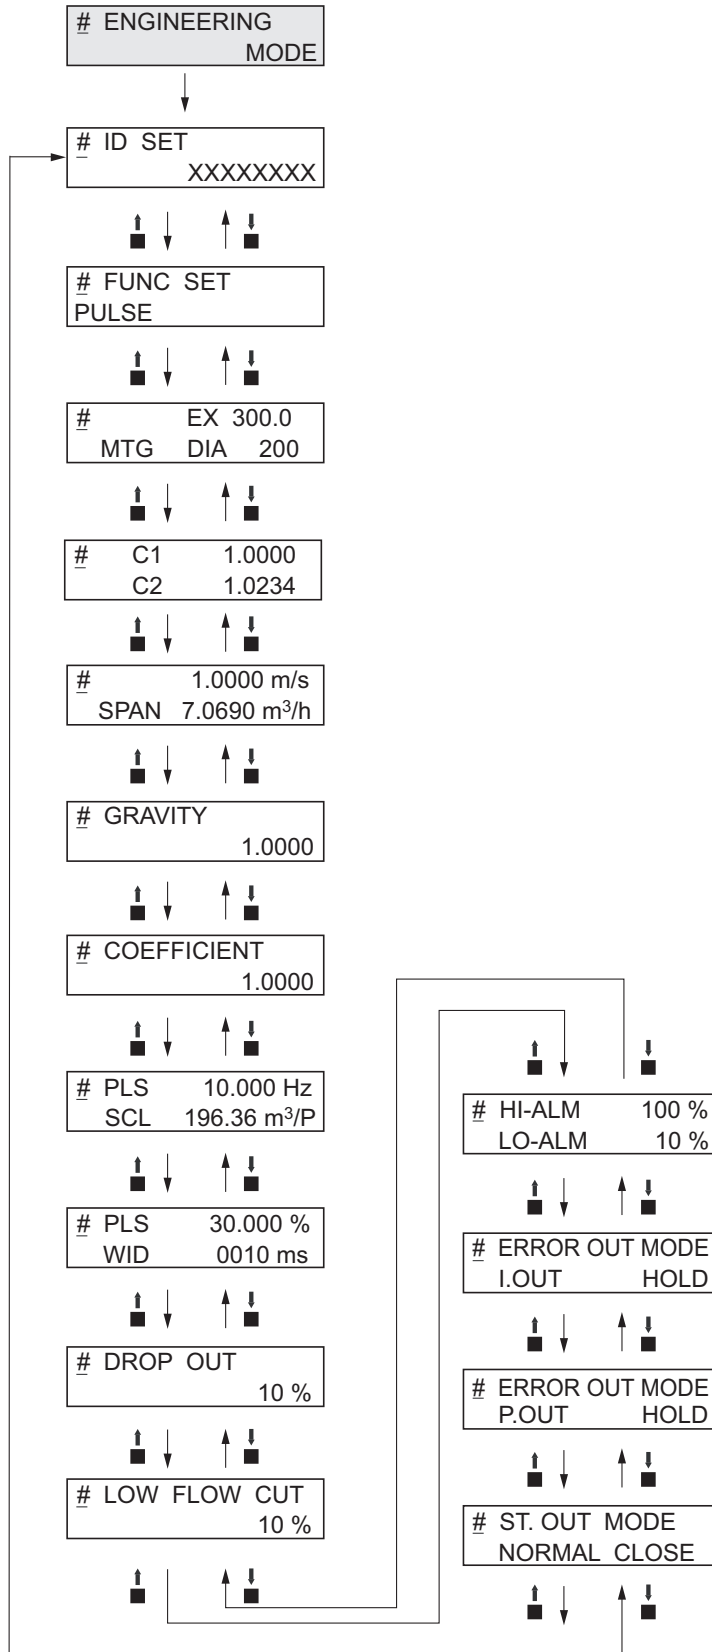 # ENGINEERING
MODE
# ID SET
XXXXXXXX
# FUNC SET
PULSE
# EX 300.0
MTG DIA 200
# C1 1.0000
C2 1.0234
# 1.0000 m/s
SPAN 7.0690 m³/h
# GRAVITY
1.0000
# COEFFICIENT
1.0000
# PLS 10.000 Hz
SCL 196.36 m³/P
# PLS 30.000 %
WID 0010 ms
# DROP OUT
10 %
# LOW FLOW CUT
10 %
# HI-ALM 100 %
LO-ALM 10 %
# ERROR OUT MODE
I.OUT HOLD
# ERROR OUT MODE
P.OUT HOLD
# ST. OUT MODE
NORMAL CLOSE